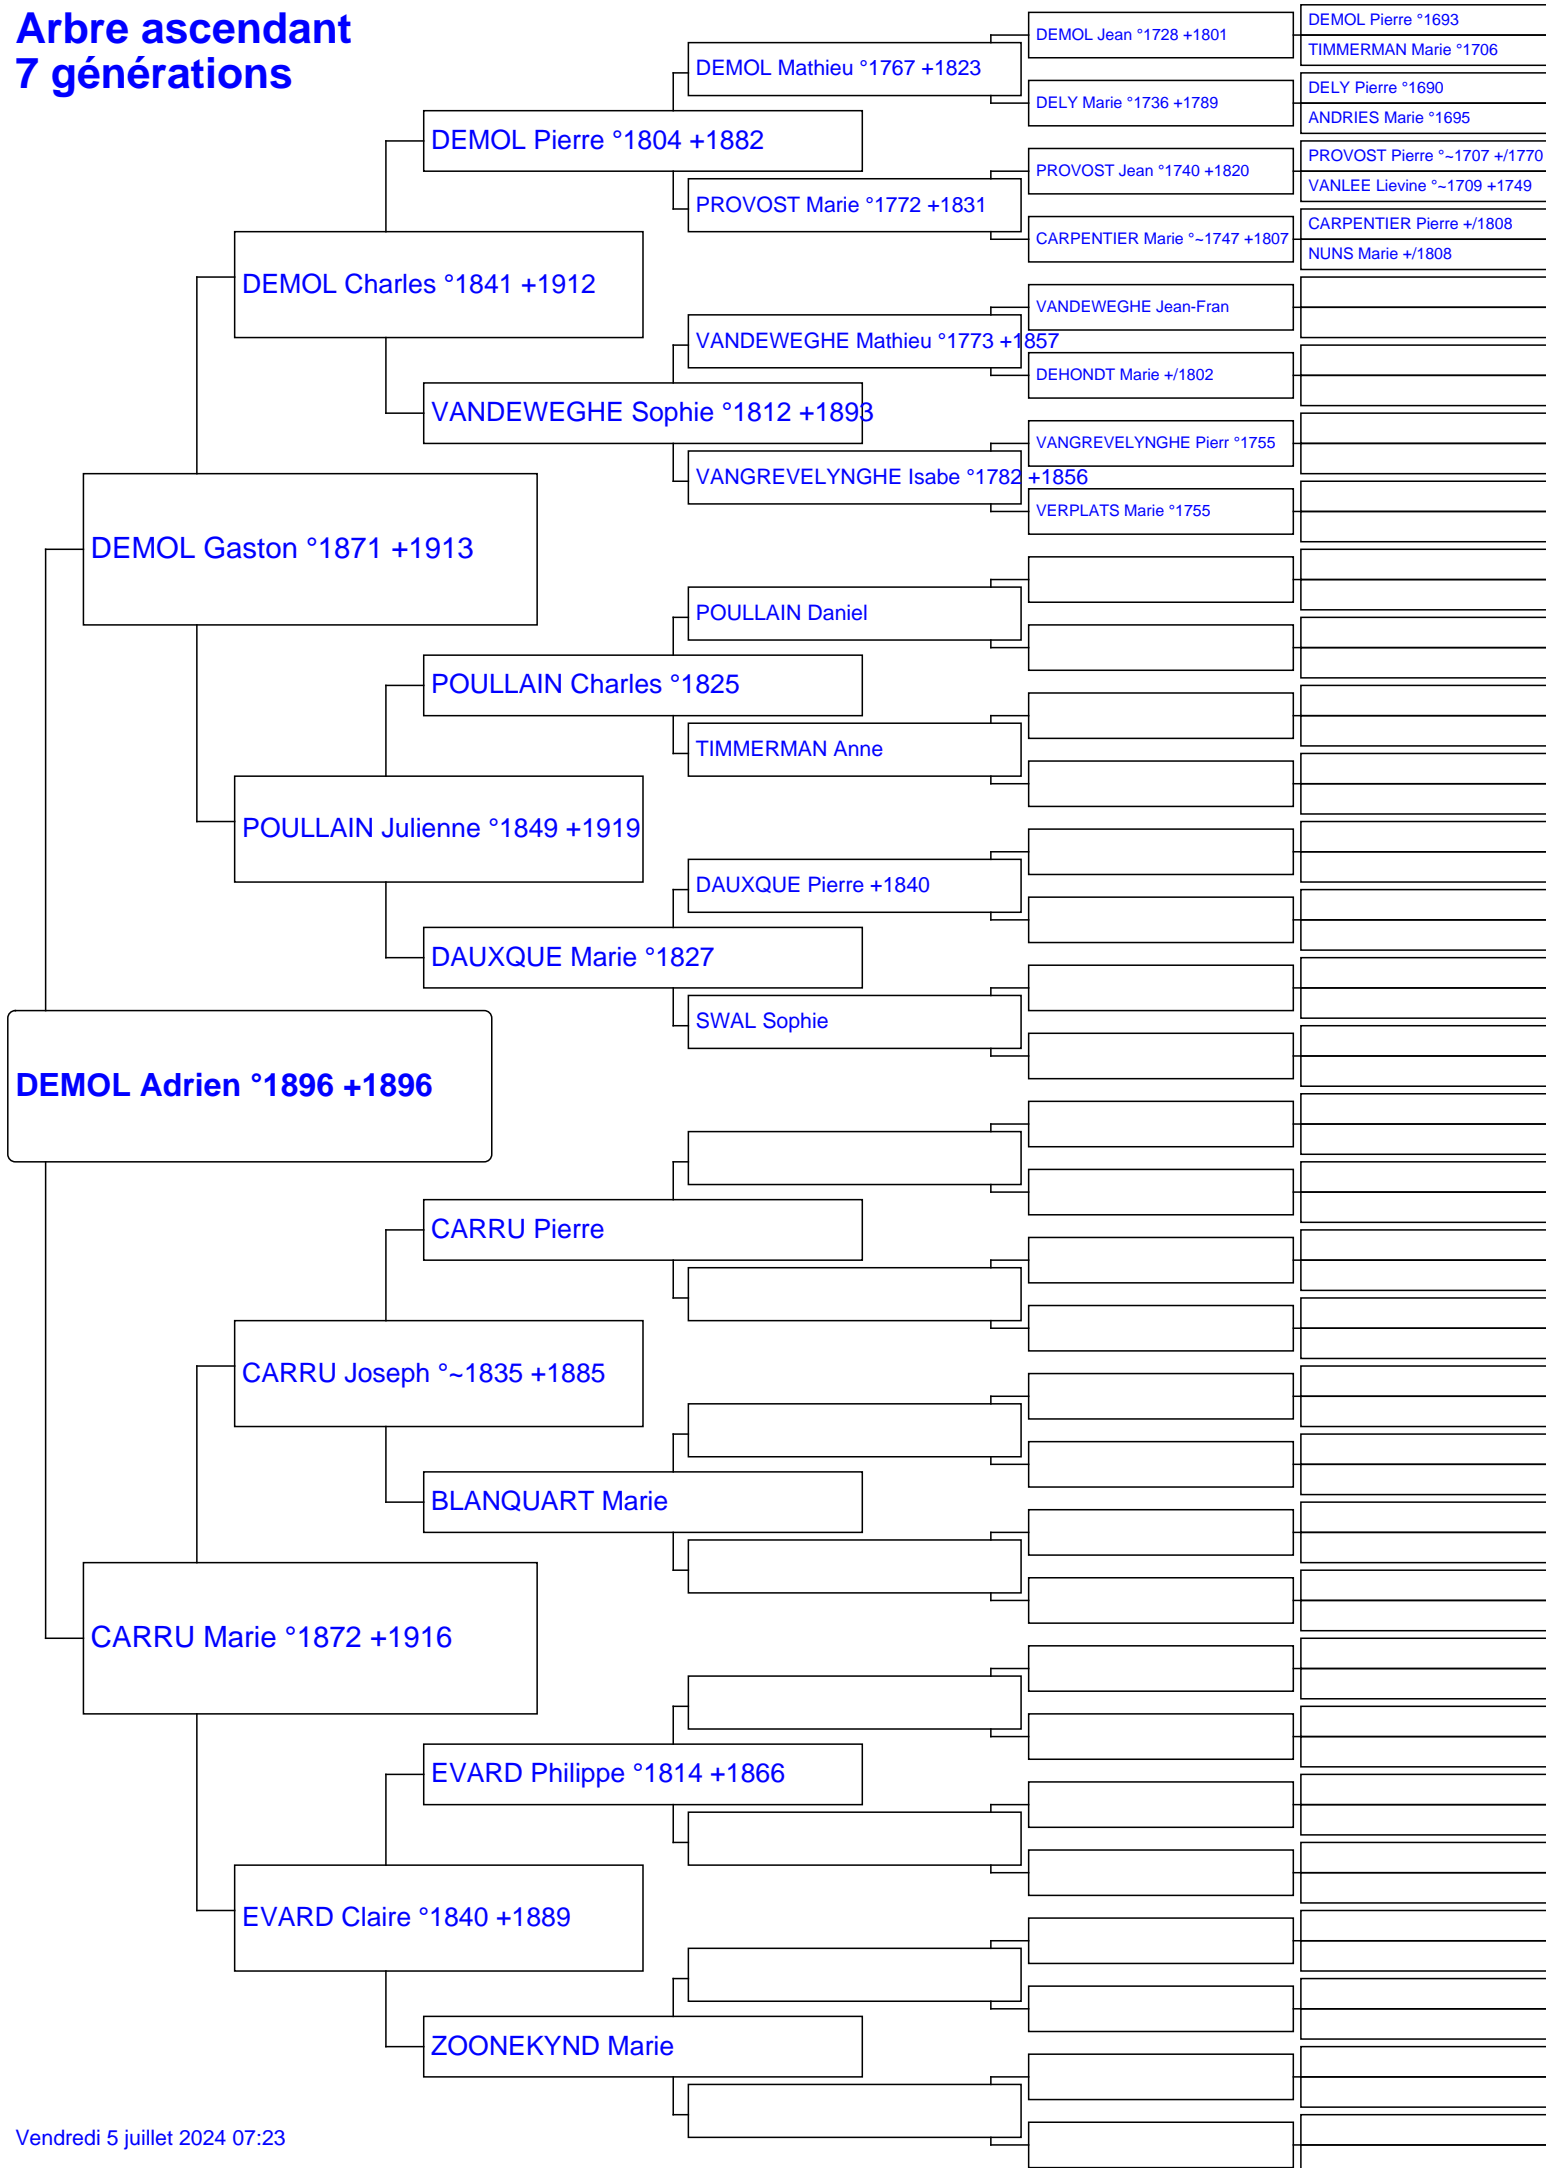 Arbre ascendant
7 générations
DEMOL Adrien °1896 +1896
DEMOL Gaston °1871 +1913
CARRU Marie °1872 +1916
DEMOL Charles °1841 +1912
POULLAIN Julienne °1849 +1919
CARRU Joseph °~1835 +1885
EVARD Claire °1840 +1889
DEMOL Pierre °1804 +1882
VANDEWEGHE Sophie °1812 +1893
POULLAIN Charles °1825
DAUXQUE Marie °1827
CARRU Pierre
BLANQUART Marie
EVARD Philippe °1814 +1866
ZOONEKYND Marie
DEMOL Mathieu °1767 +1823
PROVOST Marie °1772 +1831
VANDEWEGHE Mathieu °1773 +1857
VANGREVELYNGHE Isabe °1782 +1856
POULLAIN Daniel
TIMMERMAN Anne
DAUXQUE Pierre +1840
SWAL Sophie
DEMOL Jean °1728 +1801
DELY Marie °1736 +1789
PROVOST Jean °1740 +1820
CARPENTIER Marie °~1747 +1807
VANDEWEGHE Jean-Fran
DEHONDT Marie +/1802
VANGREVELYNGHE Pierr °1755
VERPLATS Marie °1755
DEMOL Pierre °1693
TIMMERMAN Marie °1706
DELY Pierre °1690
ANDRIES Marie °1695
PROVOST Pierre °~1707 +/1770
VANLEE Lievine °~1709 +1749
CARPENTIER Pierre +/1808
NUNS Marie +/1808
Vendredi 5 juillet 2024 07:23